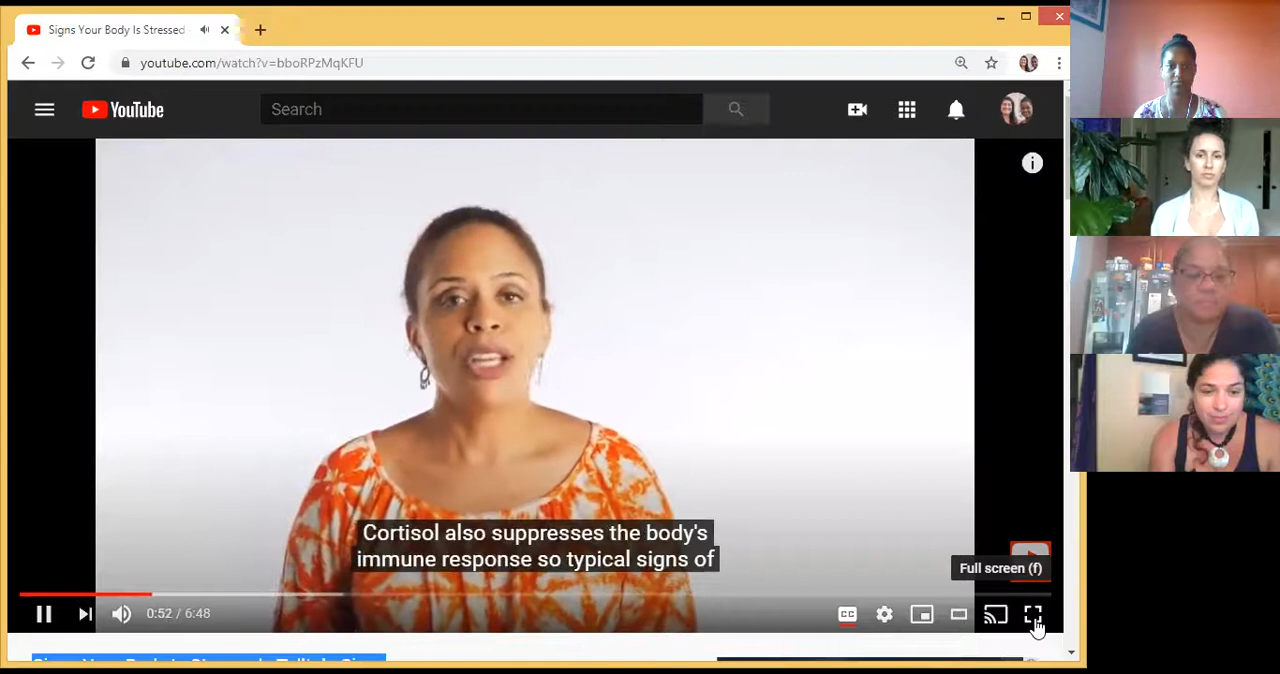 Signs Your Body Is Stressed
youtube.com/watch?v=bboRPzMqKFU
YouTube
Search
Cortisol also suppresses the body's
immune response so typical signs of
Full screen (f)
0:52 / 6:48
CC